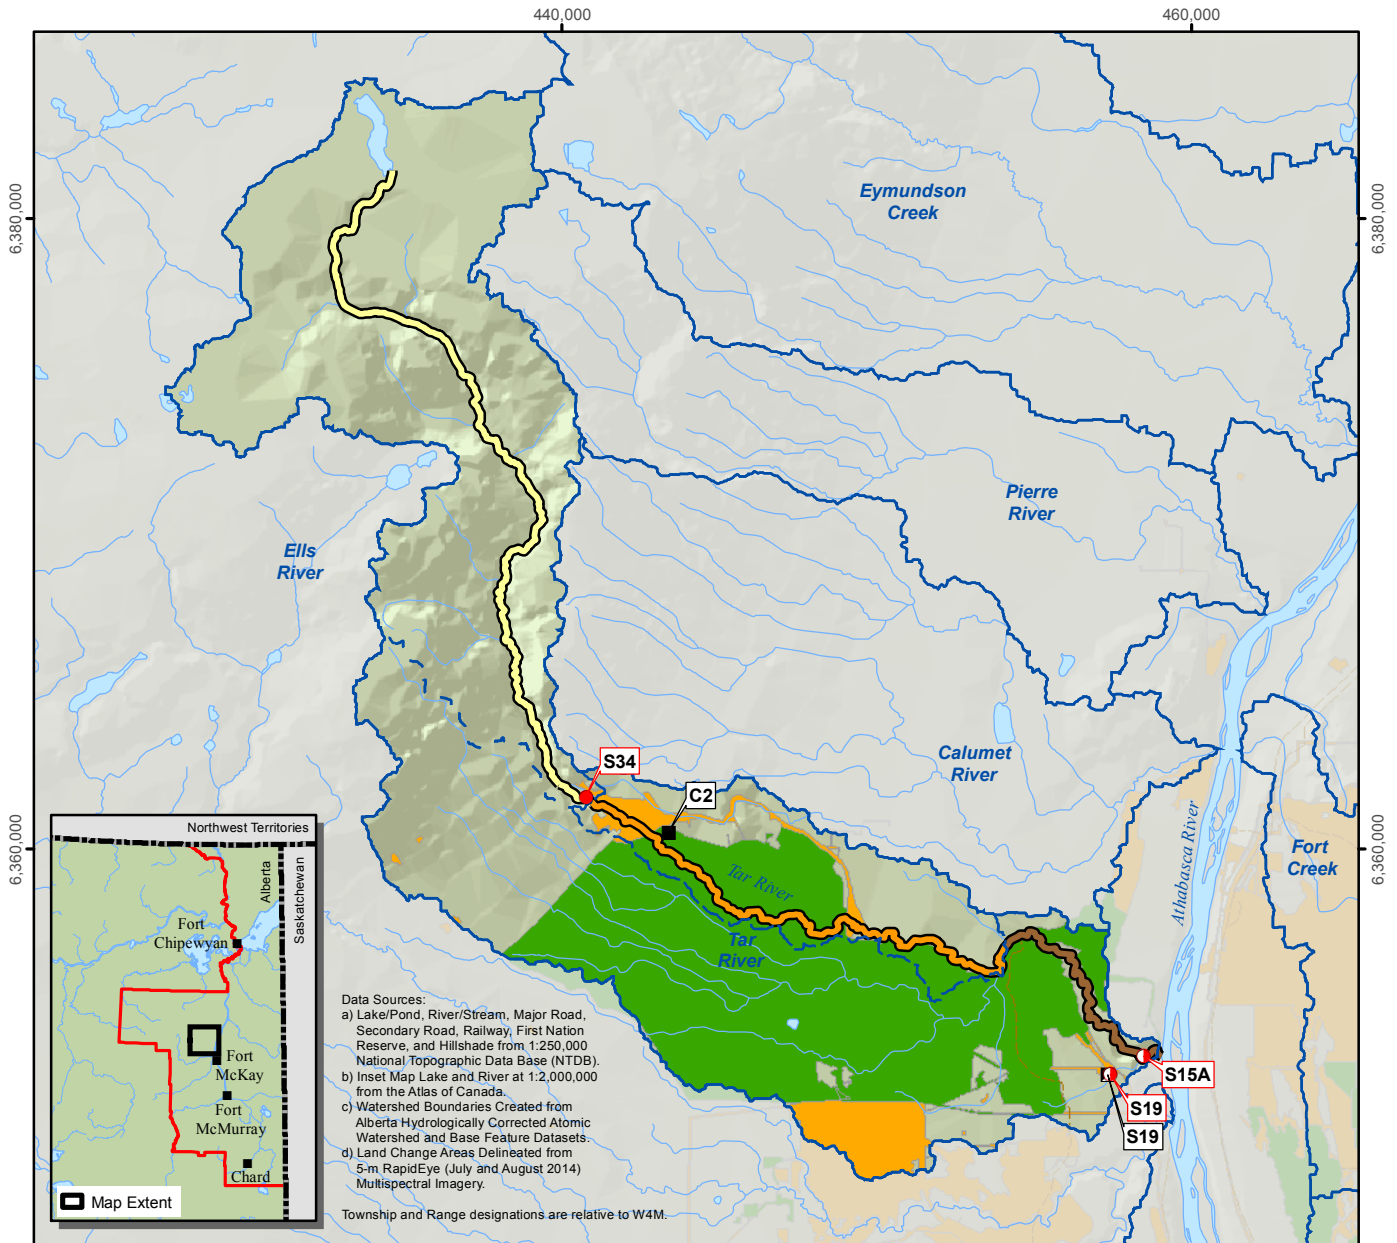 440,000
460,000
6,380,000
6,380,000
Eymundson
Creek
Pierre
River
Ells
River
Calumet
River
S34
C2
6,360,000
6,360,000
Fort
Creek
Athabasca River
Tar River
Tar
River
S15A
S19
S19
Northwest Territories
Alberta
Saskatchewan
Fort
Chipewyan
Fort
McKay
Fort
McMurray
Chard
Map Extent
Data Sources:
a) Lake/Pond, River/Stream, Major Road,
Secondary Road, Railway, First Nation
Reserve, and Hillshade from 1:250,000
National Topographic Data Base (NTDB).
b) Inset Map Lake and River at 1:2,000,000
from the Atlas of Canada.
c) Watershed Boundaries Created from
Alberta Hydrologically Corrected Atomic
Watershed and Base Feature Datasets.
d) Land Change Areas Delineated from
5-m RapidEye (July and August 2014)
Multispectral Imagery.
Township and Range designations are relative to W4M.